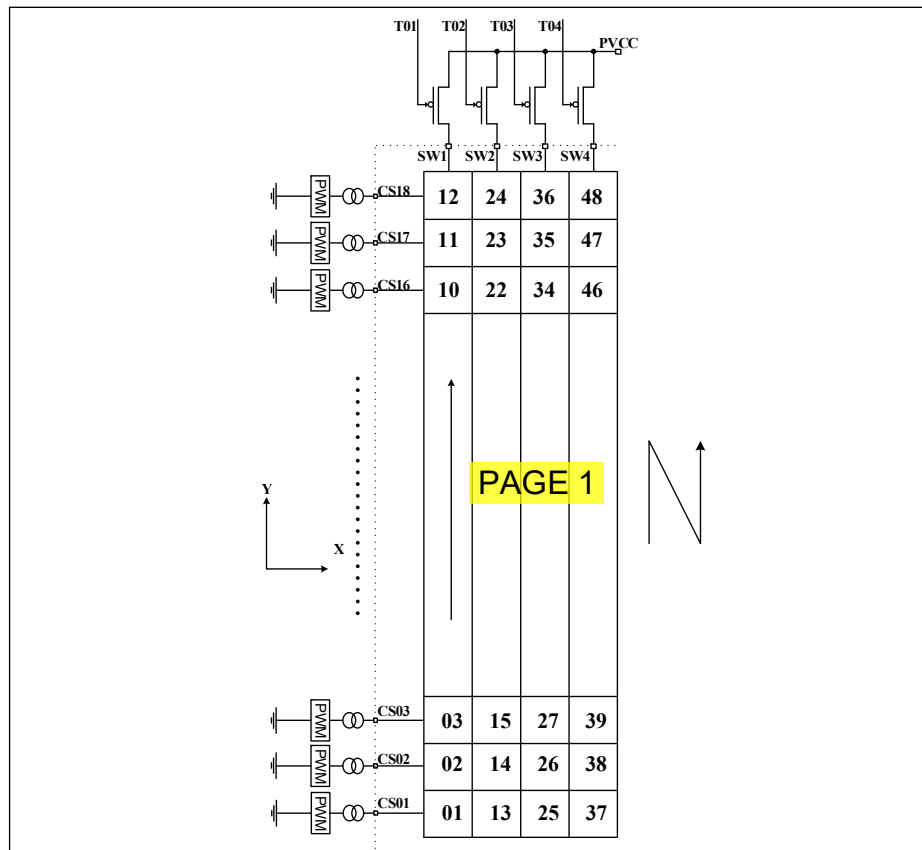 T01 T02 T03 T04
PVCC
SW1 SW2 SW3 SW4
PWM CS18 12 24 36 48
PWM CS17 11 23 35 47
PWM CS16 10 22 34 46
PAGE 1
Y
X
PWM CS03 03 15 27 39
PWM CS02 02 14 26 38
PWM CS01 01 13 25 37